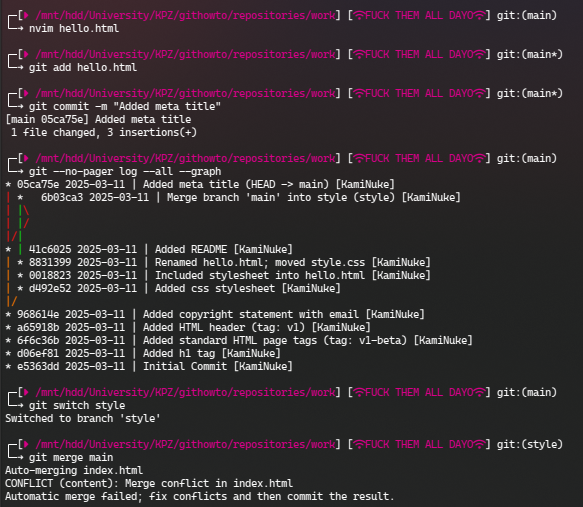 ┌─[⏵ /mnt/hdd/University/KPZ/githowto/repositories/work] [FUCK THEM ALL DAYO] git:(main)
└─→ nvim hello.html
┌─[⏵ /mnt/hdd/University/KPZ/githowto/repositories/work] [FUCK THEM ALL DAYO] git:(main*)
└─→ git add hello.html
┌─[⏵ /mnt/hdd/University/KPZ/githowto/repositories/work] [FUCK THEM ALL DAYO] git:(main*)
└─→ git commit -m "Added meta title"
[main 05ca75e] Added meta title
 1 file changed, 3 insertions(+)
┌─[⏵ /mnt/hdd/University/KPZ/githowto/repositories/work] [FUCK THEM ALL DAYO] git:(main)
└─→ git --no-pager log --all --graph
* 05ca75e 2025-03-11 | Added meta title (HEAD -> main) [KamiNuke]
| *   6b03ca3 2025-03-11 | Merge branch 'main' into style (style) [KamiNuke]
| |\
| |/
|/|
* | 41c6025 2025-03-11 | Added README [KamiNuke]
| * 8831399 2025-03-11 | Renamed hello.html; moved style.css [KamiNuke]
| * 0018823 2025-03-11 | Included stylesheet into hello.html [KamiNuke]
| * d492e52 2025-03-11 | Added css stylesheet [KamiNuke]
|/
* 968614e 2025-03-11 | Added copyright statement with email [KamiNuke]
* a65918b 2025-03-11 | Added HTML header (tag: v1) [KamiNuke]
* 6f6c36b 2025-03-11 | Added standard HTML page tags (tag: v1-beta) [KamiNuke]
* d06ef81 2025-03-11 | Added h1 tag [KamiNuke]
* e5363dd 2025-03-11 | Initial Commit [KamiNuke]
┌─[⏵ /mnt/hdd/University/KPZ/githowto/repositories/work] [FUCK THEM ALL DAYO] git:(main)
└─→ git switch style
Switched to branch 'style'
┌─[⏵ /mnt/hdd/University/KPZ/githowto/repositories/work] [FUCK THEM ALL DAYO] git:(style)
└─→ git merge main
Auto-merging index.html
CONFLICT (content): Merge conflict in index.html
Automatic merge failed; fix conflicts and then commit the result.